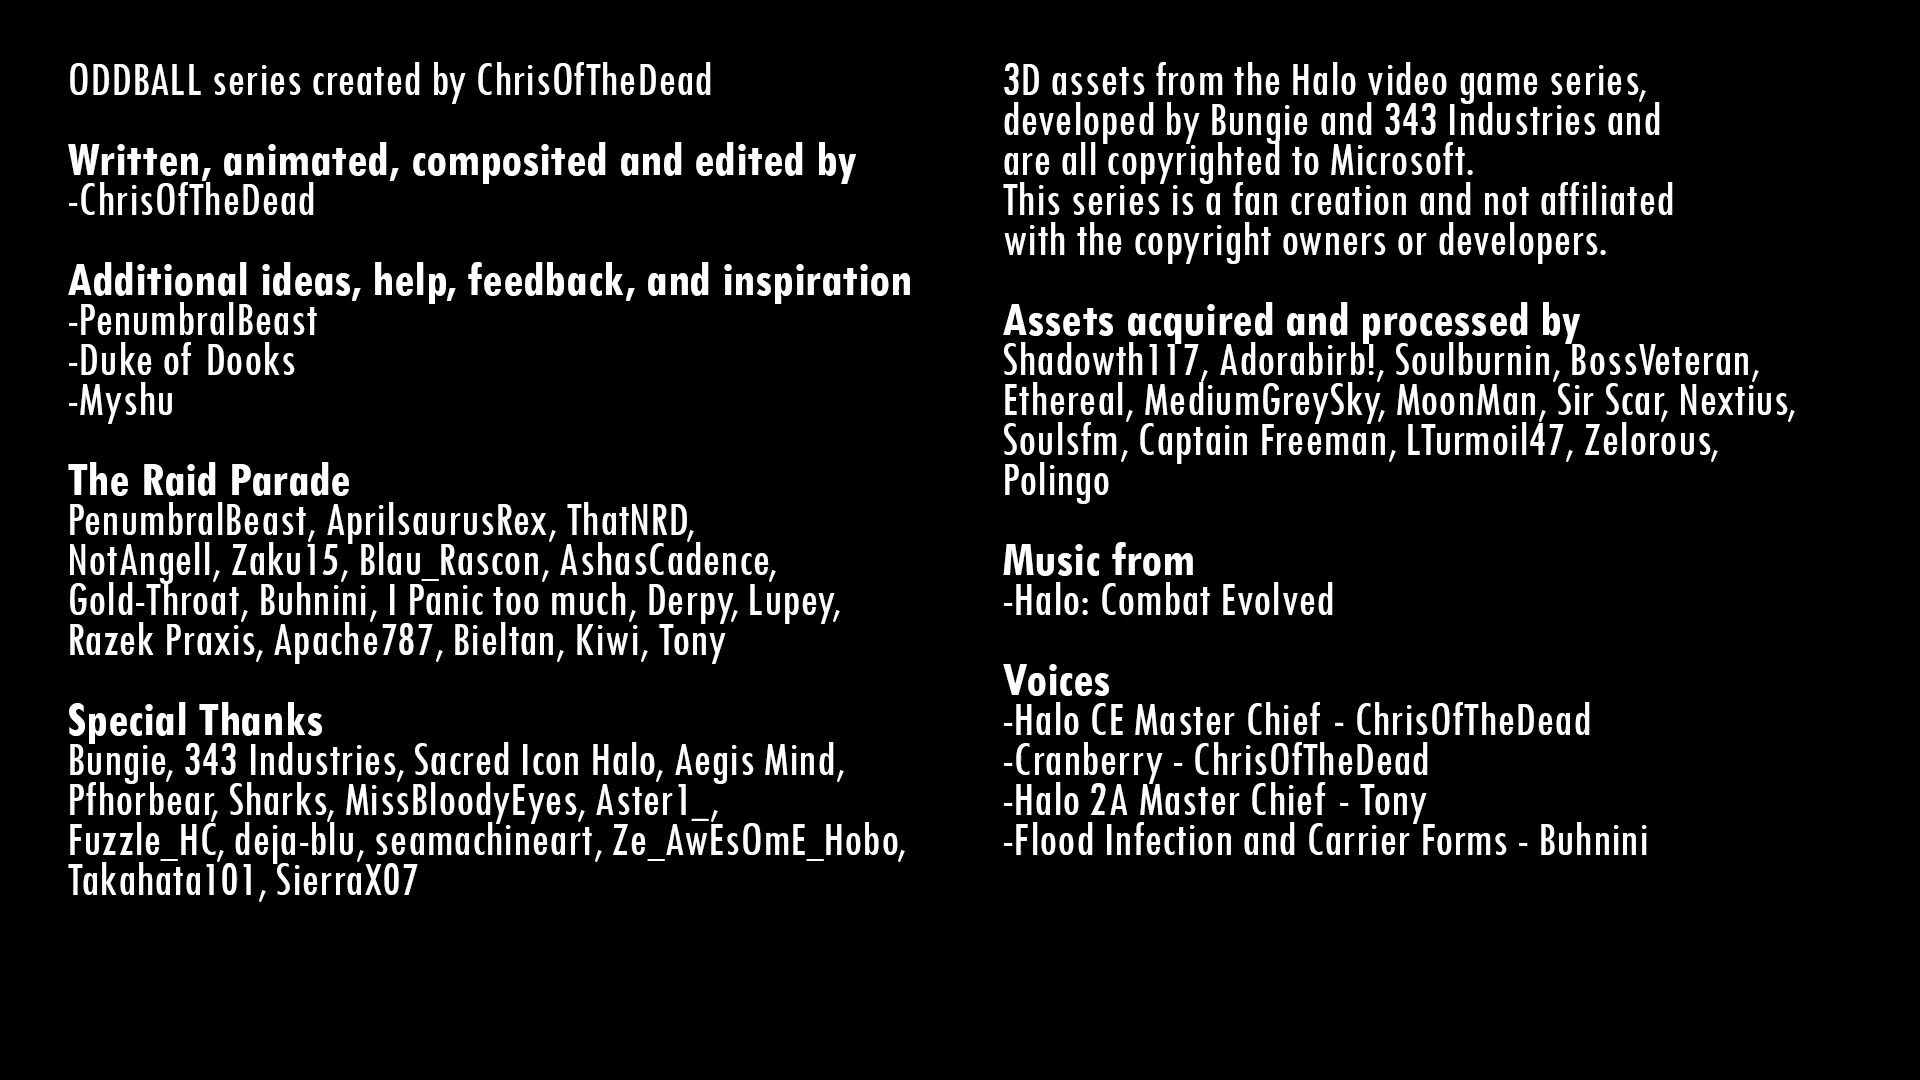 ODDBALL series created by ChrisOfTheDead
Written, animated, composited and edited by
-ChrisOfTheDead
Additional ideas, help, feedback, and inspiration
-PenumbralBeast
-Duke of Dooks
-Myshu
The Raid Parade
PenumbralBeast, AprilsaurusRex, ThatNRD,
NotAngell, Zaku15, Blau_Rascon, AshasCadence,
Gold-Throat, Buhnini, I Panic too much, Derpy, Lupey,
Razek Praxis, Apache787, Bieltan, Kiwi, Tony
Special Thanks
Bungie, 343 Industries, Sacred Icon Halo, Aegis Mind,
Pfhorbear, Sharks, MissBloodyEyes, Aster1_,
Fuzzle_HC, deja-blu, seamachineart, Ze_AwEsOmE_Hobo,
Takahata101, SierraX07
3D assets from the Halo video game series,
developed by Bungie and 343 Industries and
are all copyrighted to Microsoft.
This series is a fan creation and not affiliated
with the copyright owners or developers.
Assets acquired and processed by
Shadowth117, Adorabirb!, Soulburnin, BossVeteran,
Ethereal, MediumGreySky, MoonMan, Sir Scar, Nextius,
Soulsfm, Captain Freeman, LTurmoil47, Zelorous,
Polingo
Music from
-Halo: Combat Evolved
Voices
-Halo CE Master Chief - ChrisOfTheDead
-Cranberry - ChrisOfTheDead
-Halo 2A Master Chief - Tony
-Flood Infection and Carrier Forms - Buhnini